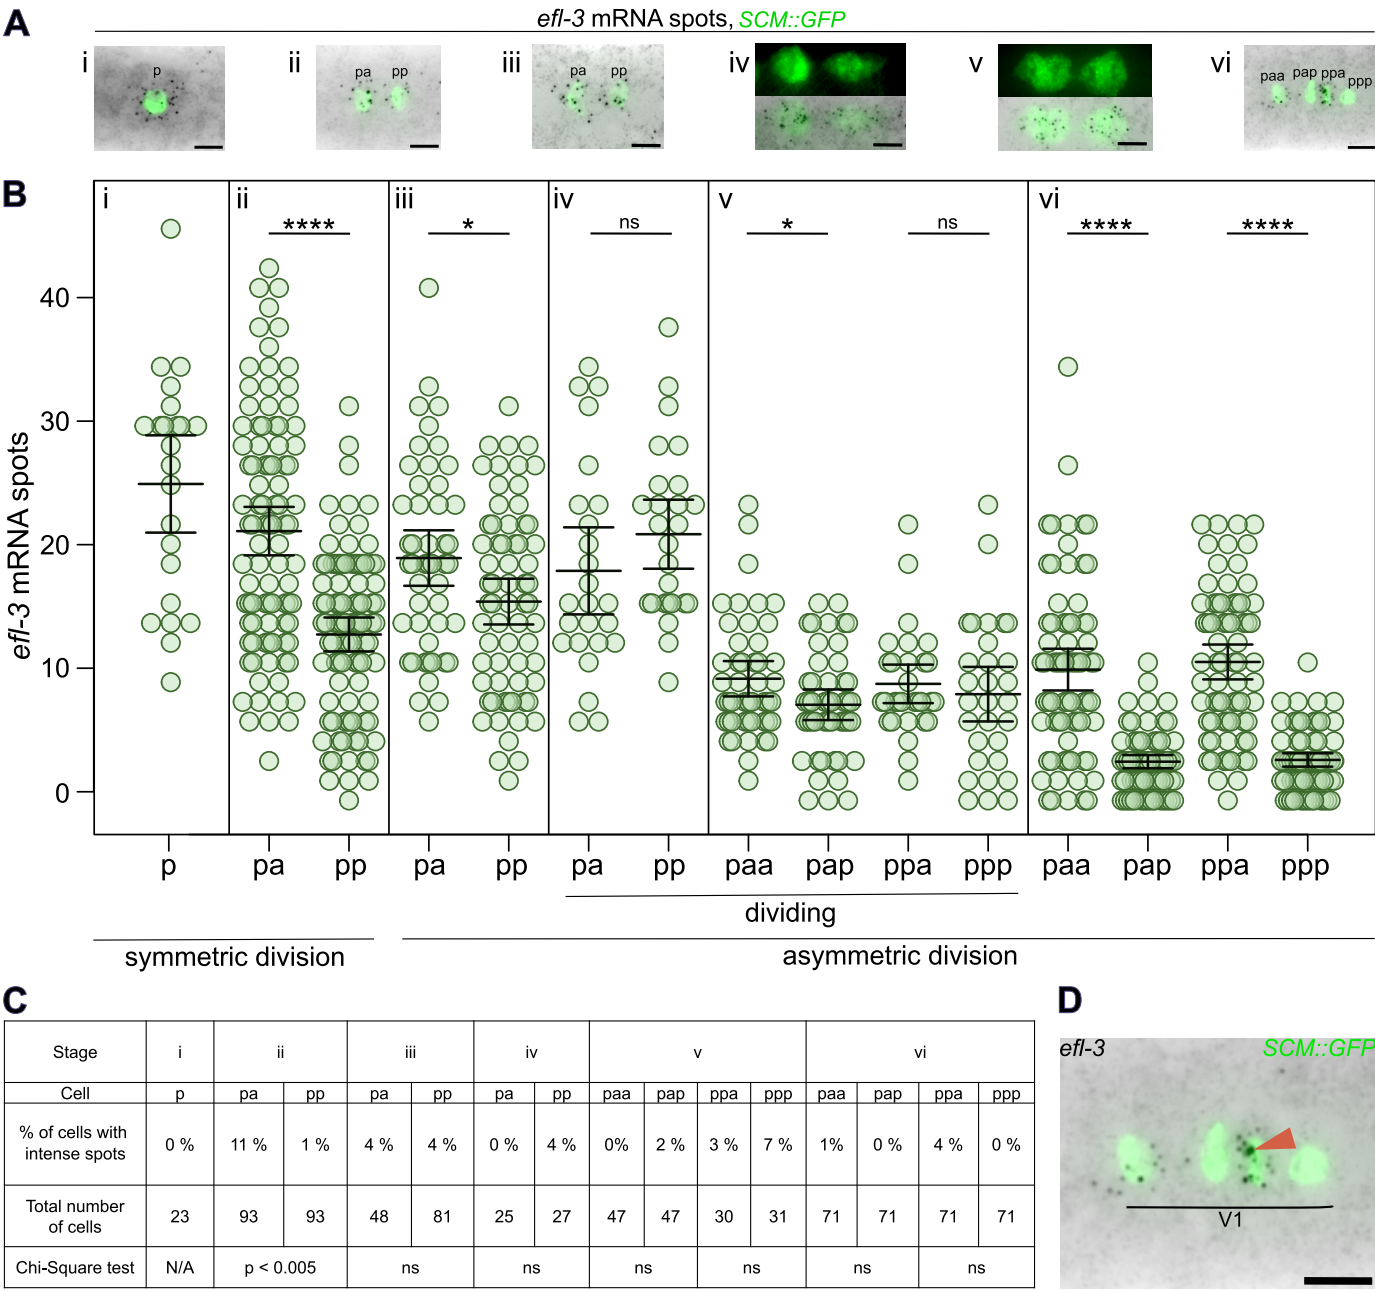 A
efl-3 mRNA spots, SCM::GFP
i
ii
iii
iv
v
vi
p
pa pp
pa pp
paa pap ppa ppp
B
i
ii
iii
iv
v
vi
**** * ns * ns **** ****
efl-3 mRNA spots
40
30
20
10
0
p pa pp pa pp pa pp paa pap ppa ppp paa pap ppa ppp
dividing
symmetric division
asymmetric division
C
Stage i ii iii iv v vi
Cell p pa pp pa pp pa pp paa pap ppa ppp paa pap ppa ppp
% of cells with
intense spots
0 % 11 % 1 % 4 % 4 % 0 % 4 % 0% 2 % 3 % 7 % 1% 0 % 4 % 0 %
Total number
of cells
23 93 93 48 81 25 27 47 47 30 31 71 71 71 71
Chi-Square test N/A p < 0.005 ns ns ns ns ns ns
D
efl-3
SCM::GFP
V1